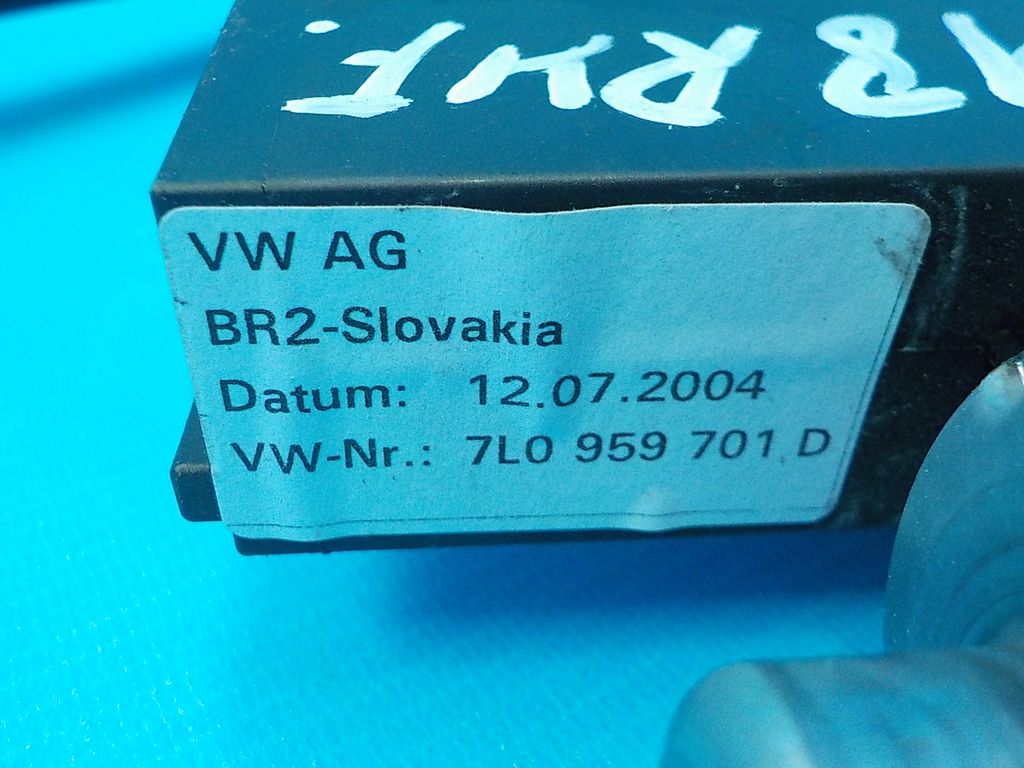 VW AG
BR2-Slovakia
Datum: 12.07.2004
VW-Nr.: 7L0 959 701 D